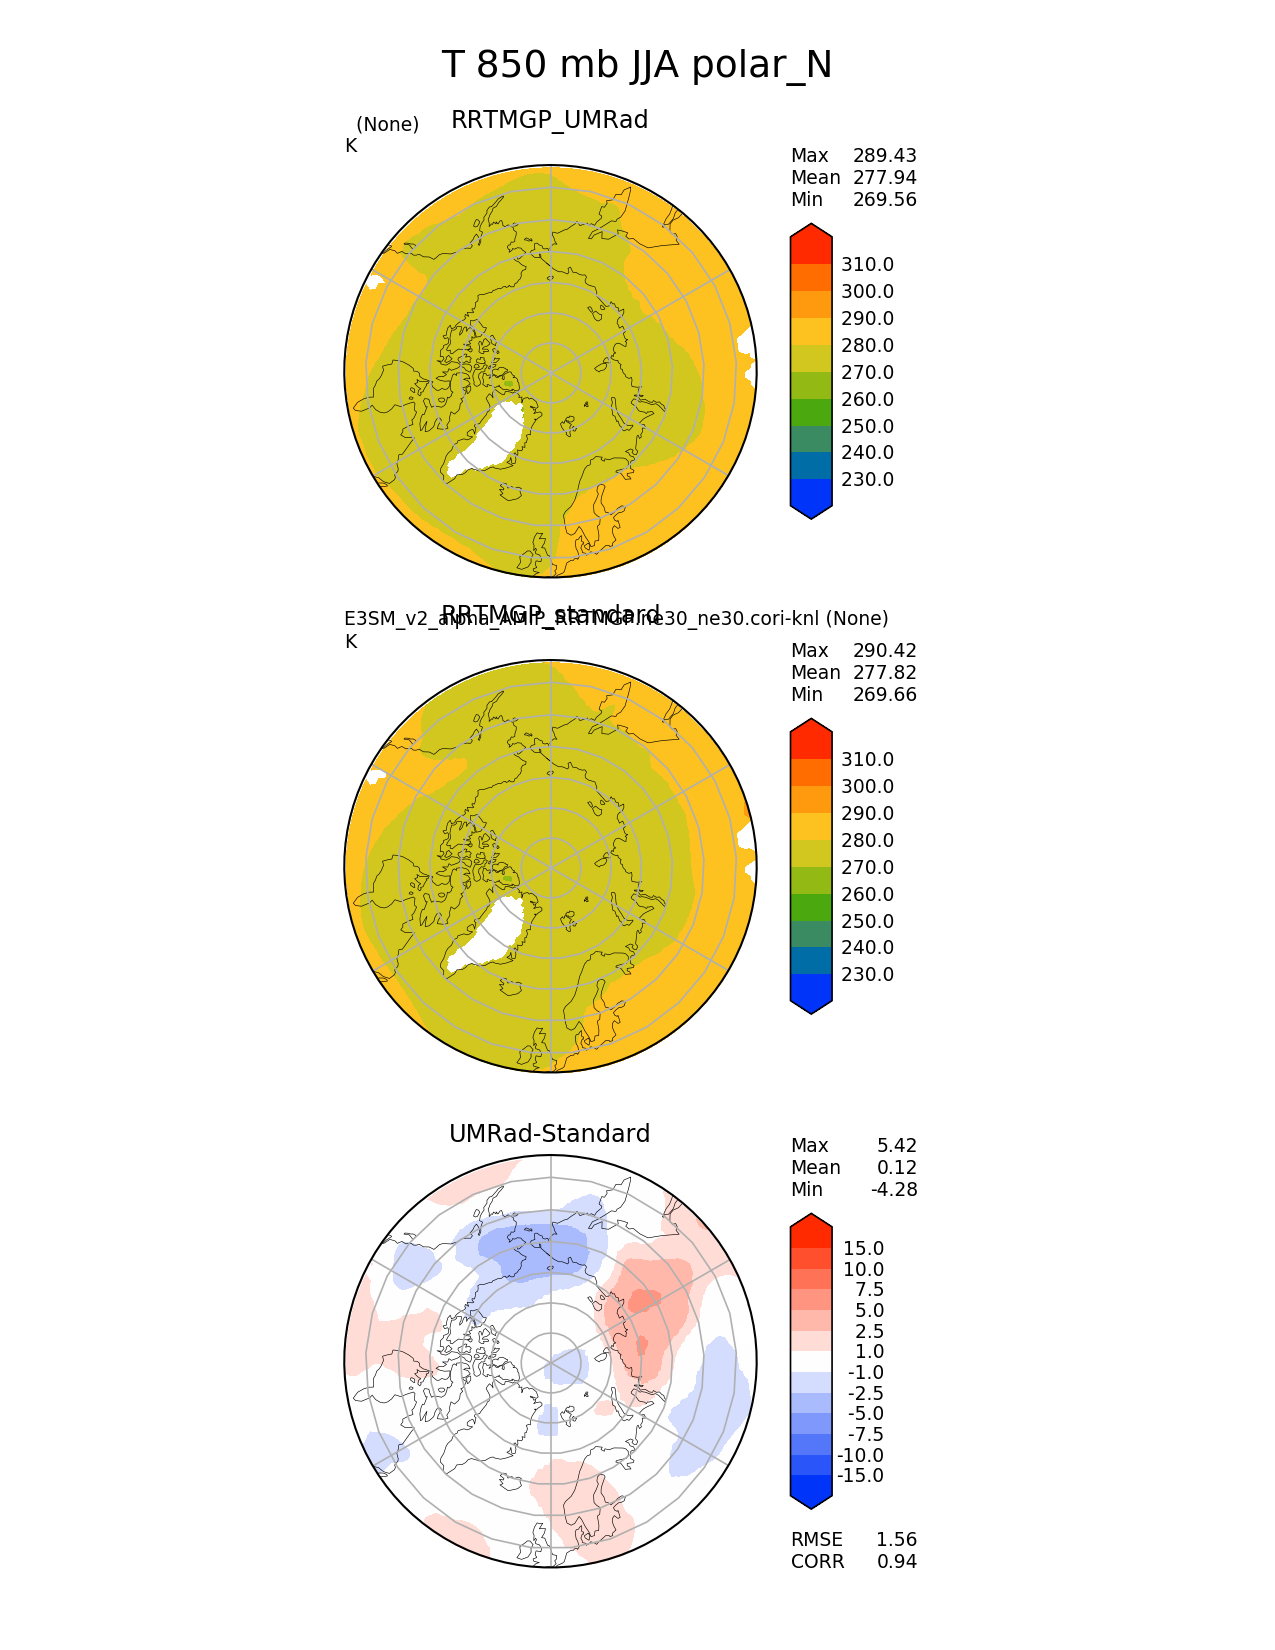 T 850 mb JJA polar_N
(None)
RRTMGP_UMRad
K
Max 289.43
Mean 277.94
Min 269.56
310.0
300.0
290.0
280.0
270.0
260.0
250.0
240.0
230.0
RRTMGP_standard
E3SM_v2_alpha_AMIP_RRTMGP.ne30_ne30.cori-knl (None)
K
Max 290.42
Mean 277.82
Min 269.66
310.0
300.0
290.0
280.0
270.0
260.0
250.0
240.0
230.0
UMRad-Standard
Max 5.42
Mean 0.12
Min -4.28
15.0
10.0
7.5
5.0
2.5
1.0
-1.0
-2.5
-5.0
-7.5
-10.0
-15.0
RMSE 1.56
CORR 0.94